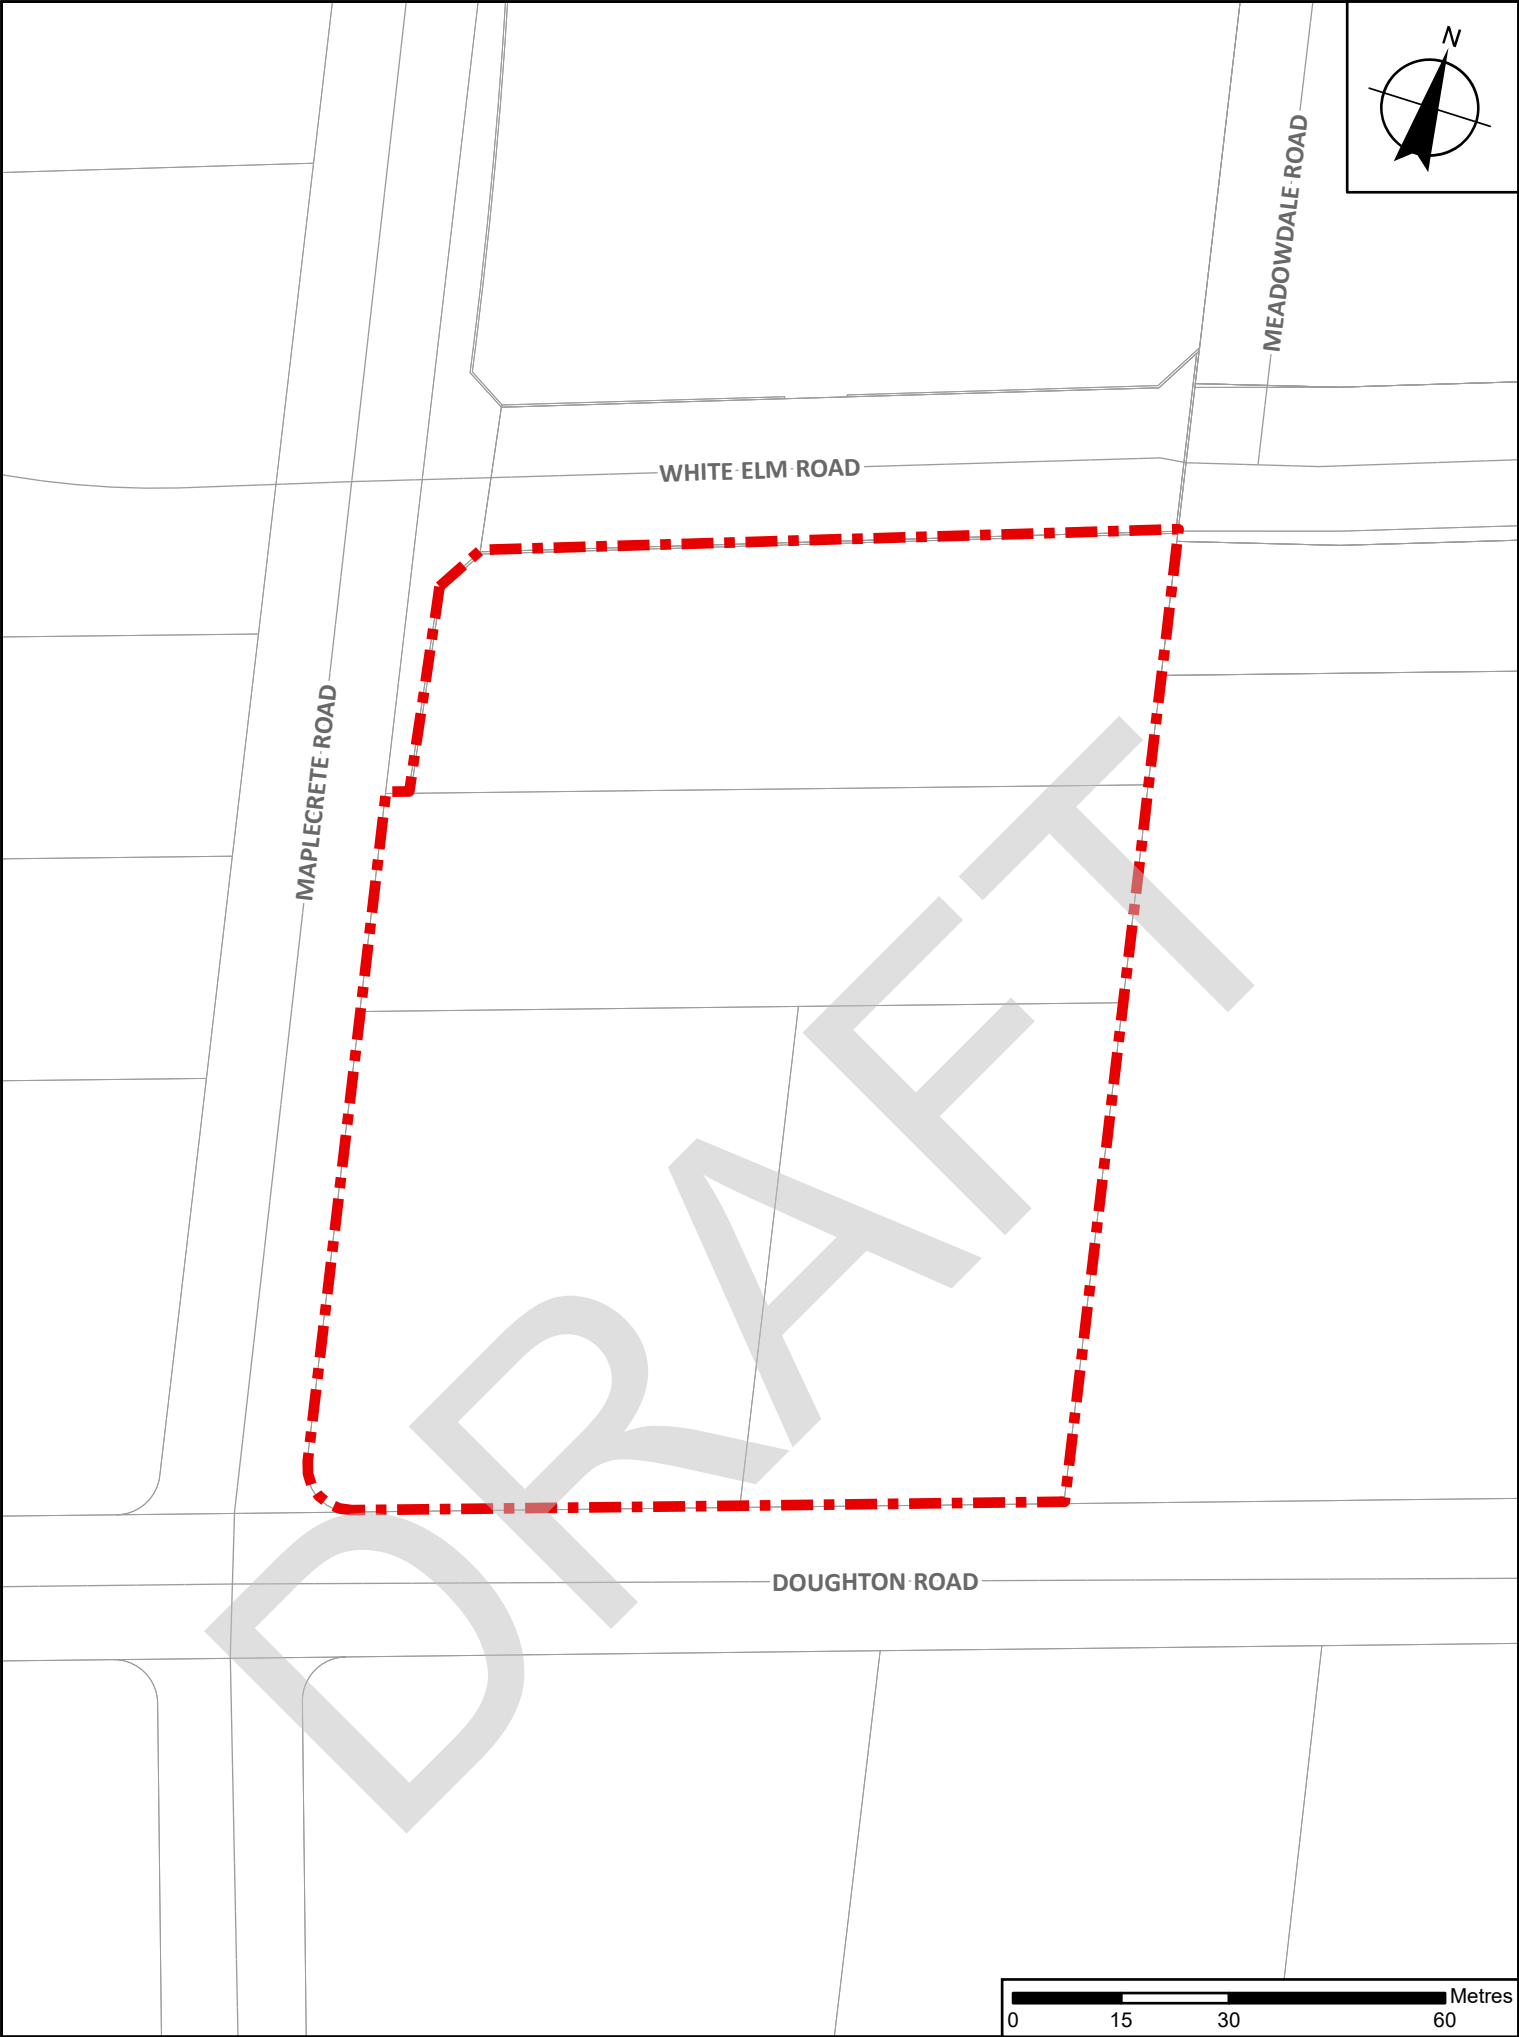 N
MEADOWDALE ROAD
WHITE ELM ROAD
MAPLECRETE ROAD
DRAFT
DOUGHTON ROAD
Metres
0 15 30 60